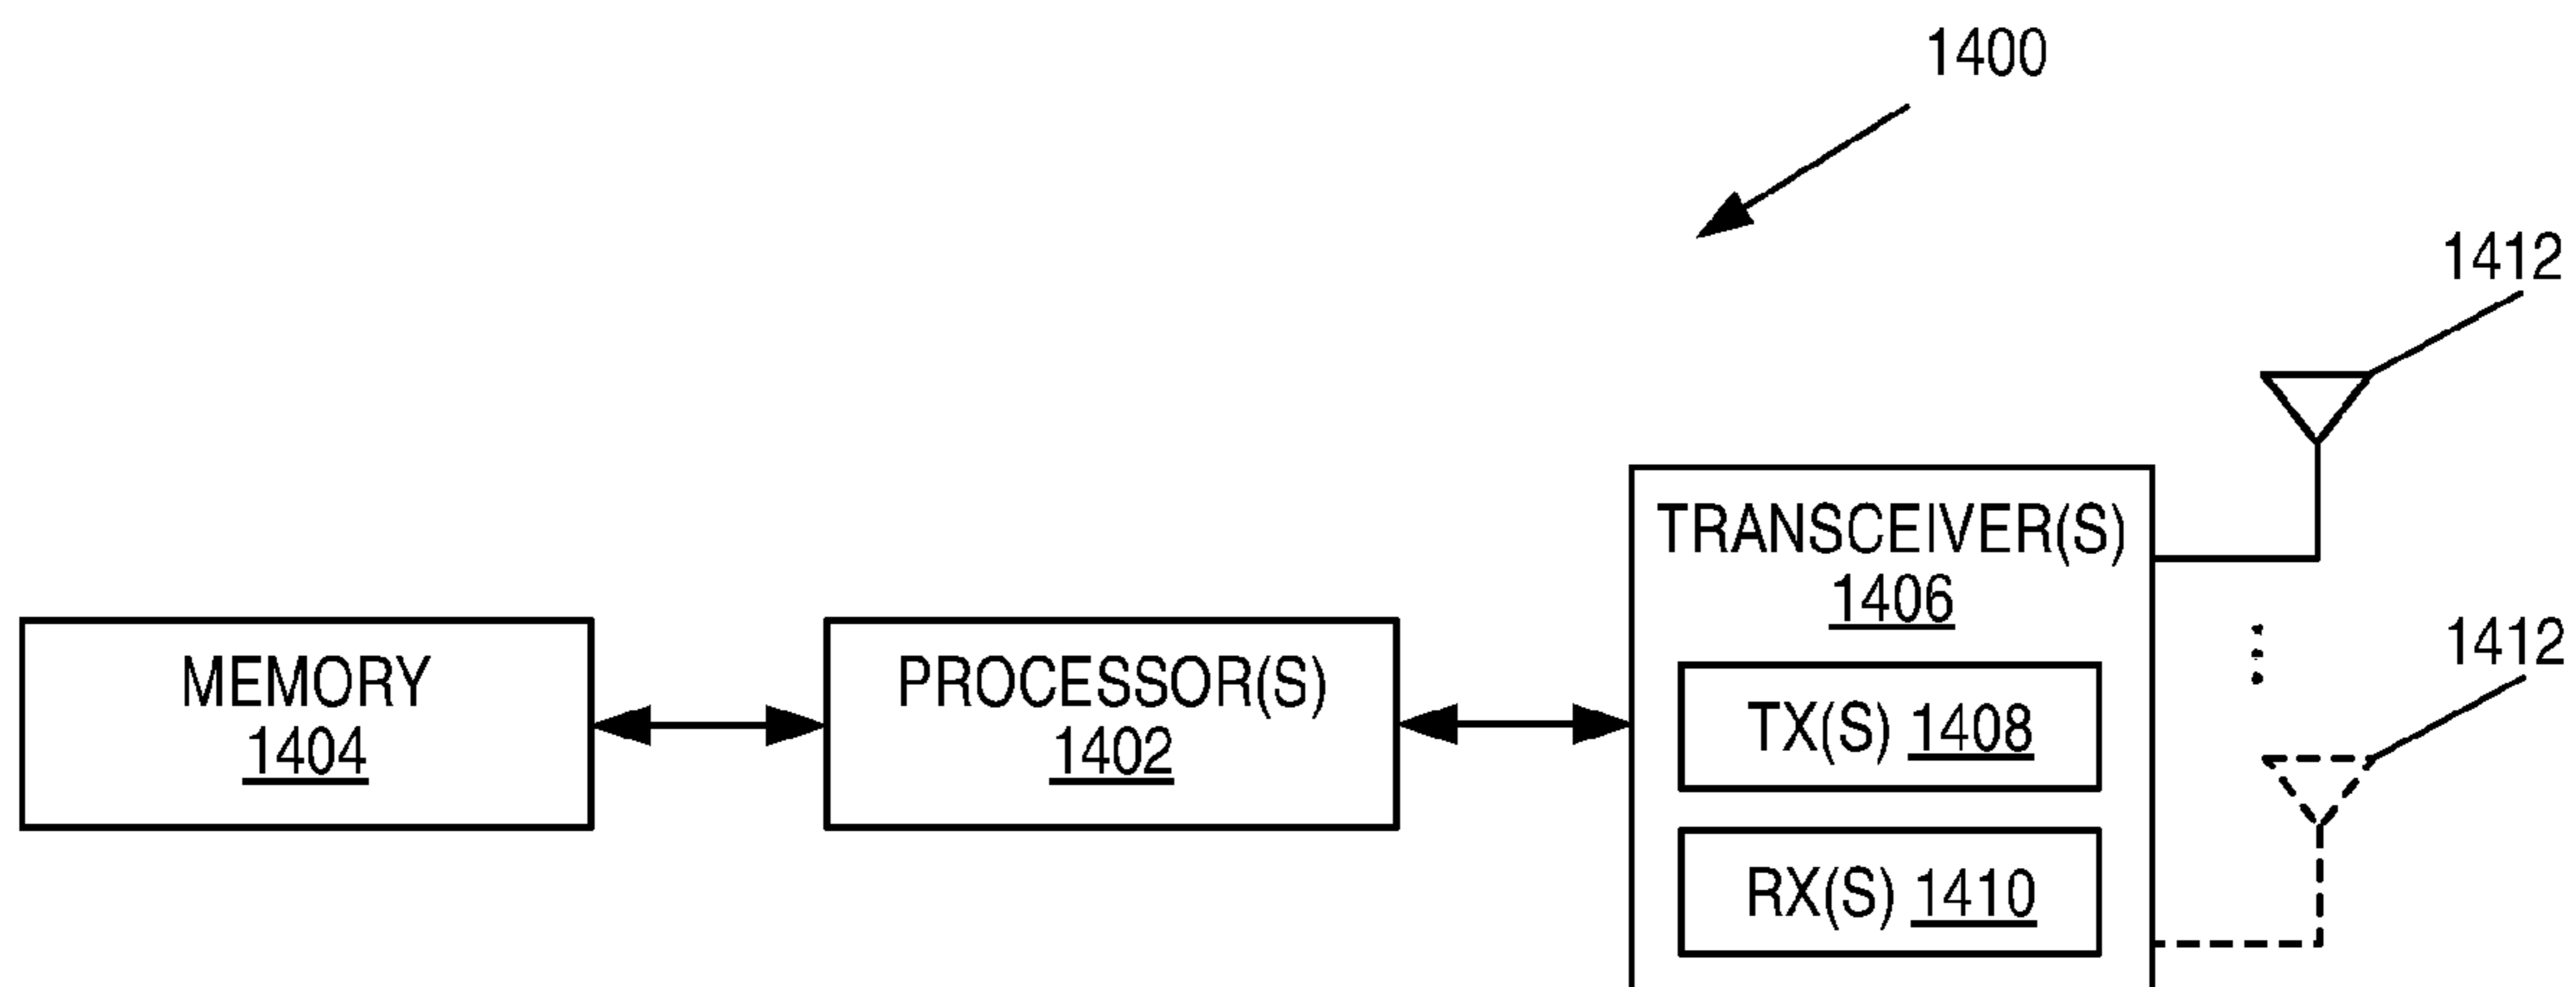 1400
1412
TRANSCEIVER(S)
1406
MEMORY
1404
PROCESSOR(S)
1402
TX(S) 1408
RX(S) 1410
1412